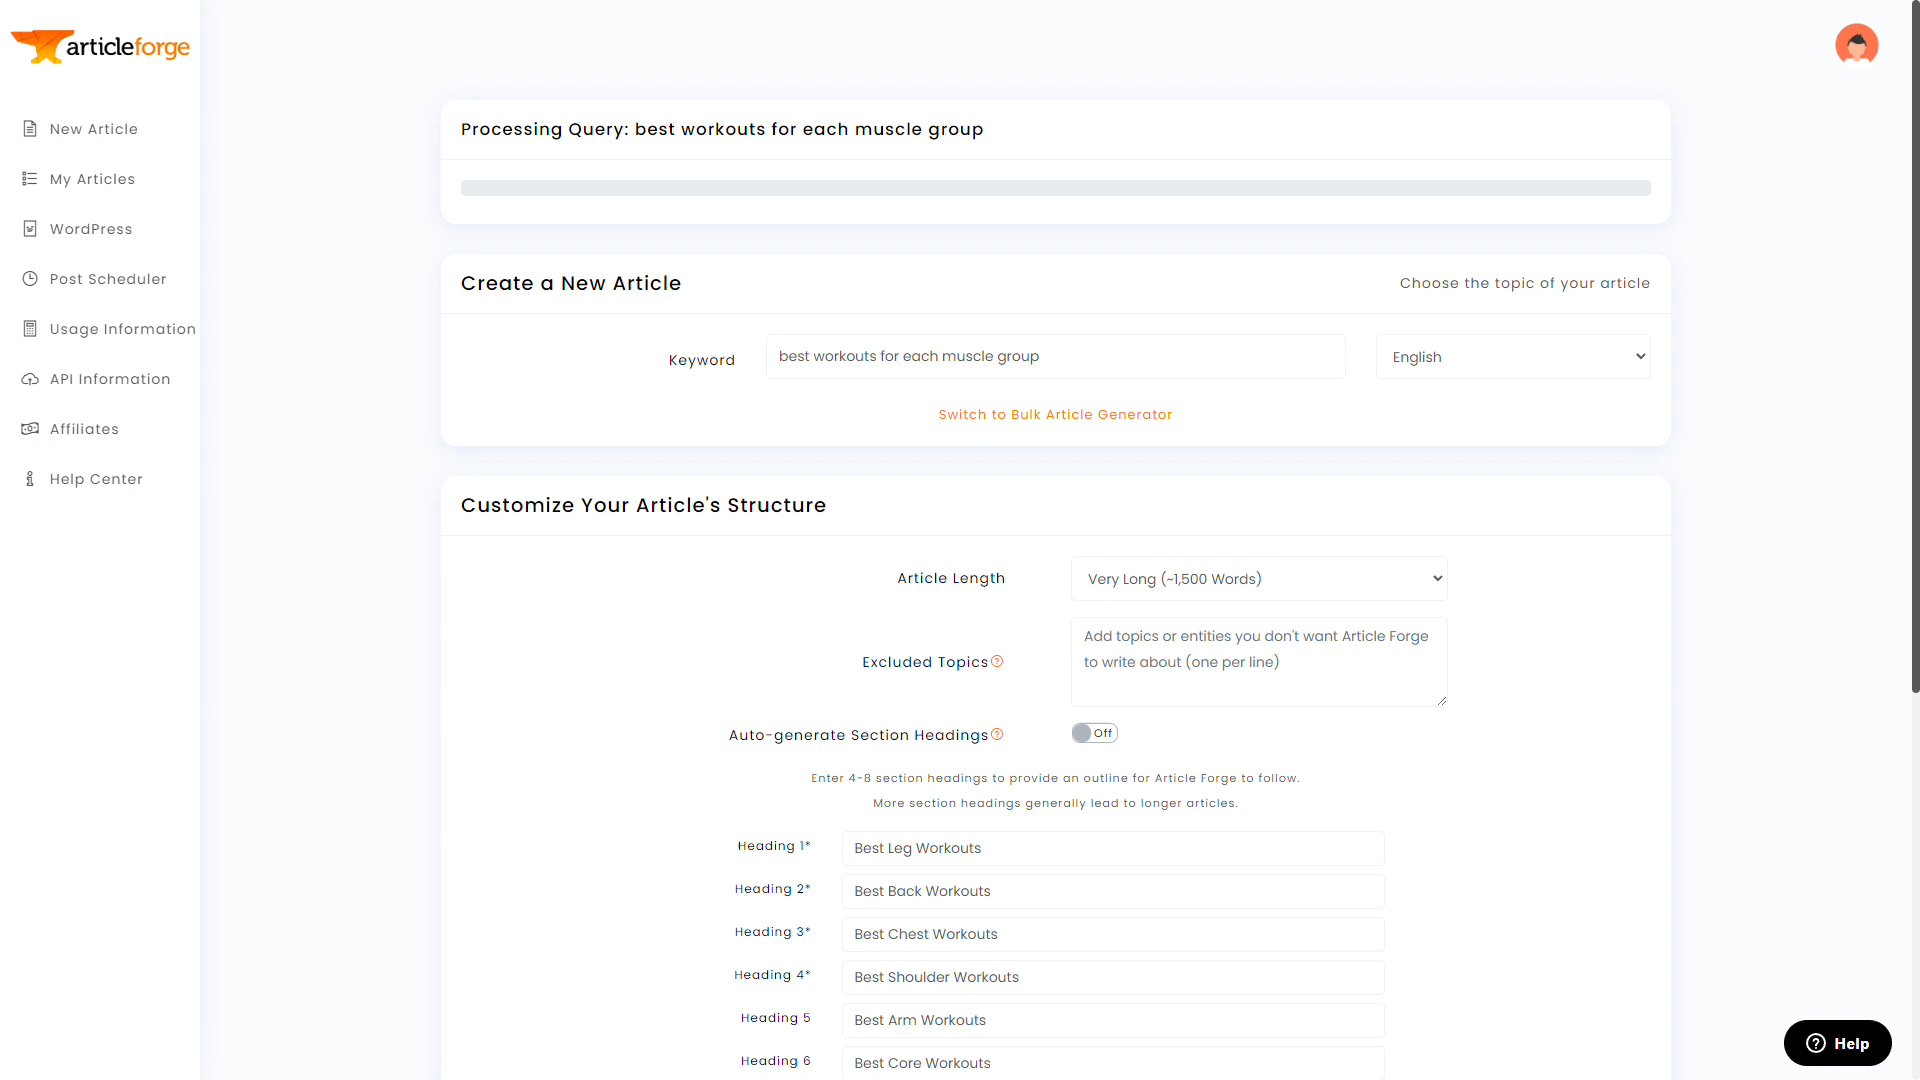 articleforge
New Article
My Articles
WordPress
Post Scheduler
Usage Information
API Information
Affiliates
Help Center
Processing Query: best workouts for each muscle group
Create a New Article
Choose the topic of your article
Keyword
best workouts for each muscle group
English
Switch to Bulk Article Generator
Customize Your Article's Structure
Article Length
Very Long (~1,500 Words)
Excluded Topics
Add topics or entities you don't want Article Forge
to write about (one per line)
Auto-generate Section Headings
Off
Enter 4-8 section headings to provide an outline for Article Forge to follow.
More section headings generally lead to longer articles.
Heading 1*
Best Leg Workouts
Heading 2*
Best Back Workouts
Heading 3*
Best Chest Workouts
Heading 4*
Best Shoulder Workouts
Heading 5
Best Arm Workouts
Heading 6
Best Core Workouts
Help